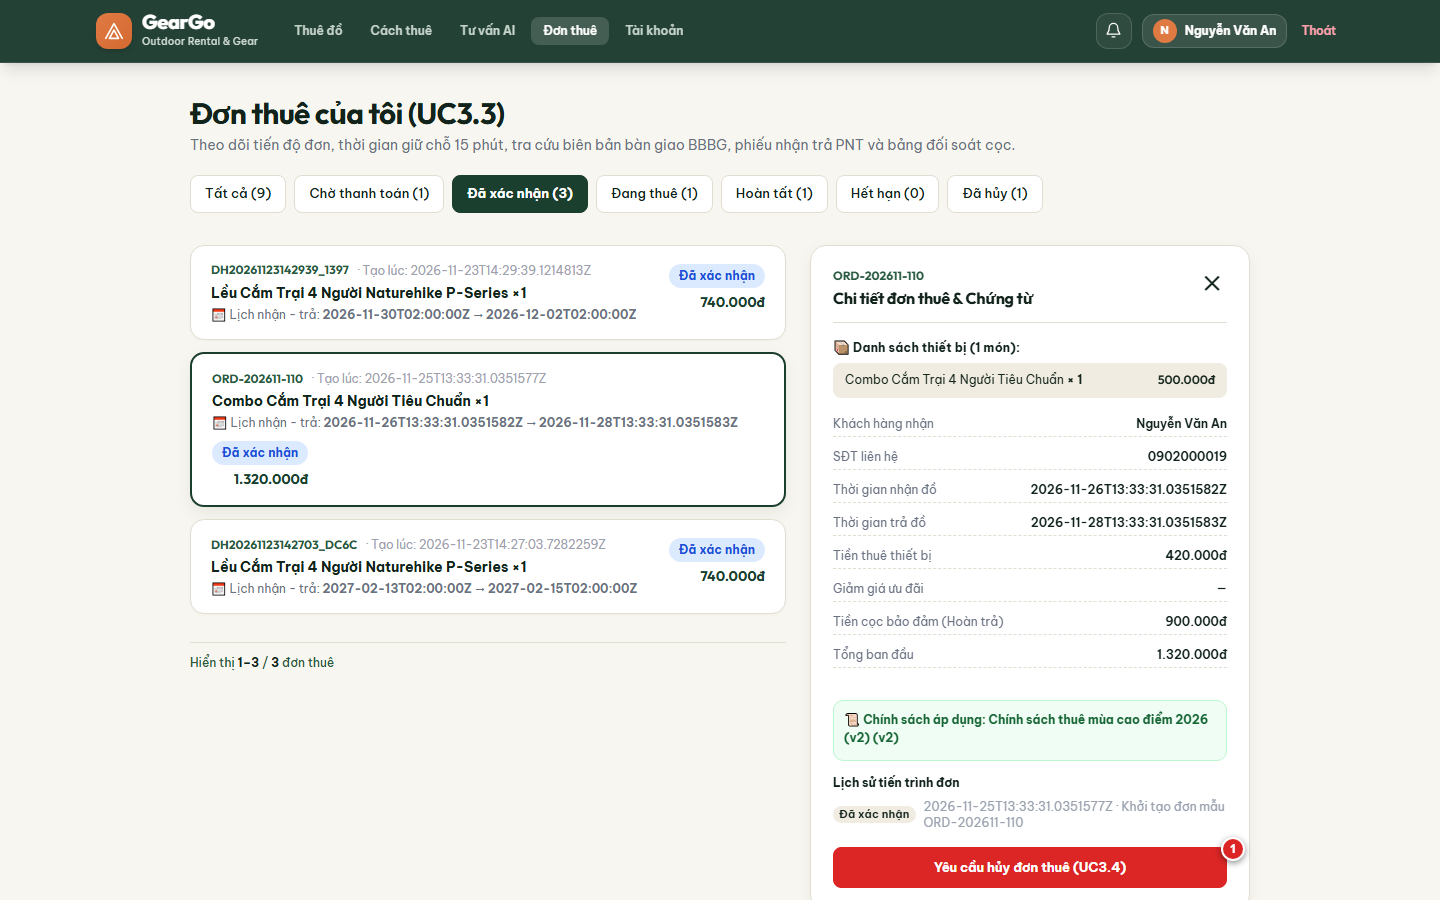 GearGo
Outdoor Rental & Gear
Thuê đồ
Cách thuê
Tư vấn AI
Đơn thuê
Tài khoản
N
Nguyễn Văn An
Thoát
Đơn thuê của tôi (UC3.3)
Theo dõi tiến độ đơn, thời gian giữ chỗ 15 phút, tra cứu biên bản bàn giao BBBG, phiếu nhận trả PNT và bảng đối soát cọc.
Tất cả (9)
Chờ thanh toán (1)
Đã xác nhận (3)
Đang thuê (1)
Hoàn tất (1)
Hết hạn (0)
Đã hủy (1)
DH20261123142939_1397 · Tạo lúc: 2026-11-23T14:29:39.1214813Z
Lều Cắm Trại 4 Người Naturehike P-Series ×1
Lịch nhận - trả: 2026-11-30T02:00:00Z → 2026-12-02T02:00:00Z
Đã xác nhận
740.000đ
ORD-202611-110 · Tạo lúc: 2026-11-25T13:33:31.0351577Z
Combo Cắm Trại 4 Người Tiêu Chuẩn ×1
Lịch nhận - trả: 2026-11-26T13:33:31.0351582Z → 2026-11-28T13:33:31.0351583Z
Đã xác nhận
1.320.000đ
DH20261123142703_DC6C · Tạo lúc: 2026-11-23T14:27:03.7282259Z
Lều Cắm Trại 4 Người Naturehike P-Series ×1
Lịch nhận - trả: 2027-02-13T02:00:00Z → 2027-02-15T02:00:00Z
Đã xác nhận
740.000đ
Hiển thị 1–3 / 3 đơn thuê
ORD-202611-110
Chi tiết đơn thuê & Chứng từ
Danh sách thiết bị (1 món):
Combo Cắm Trại 4 Người Tiêu Chuẩn × 1 500.000đ
Khách hàng nhận Nguyễn Văn An
SĐT liên hệ 0902000019
Thời gian nhận đồ 2026-11-26T13:33:31.0351582Z
Thời gian trả đồ 2026-11-28T13:33:31.0351583Z
Tiền thuê thiết bị 420.000đ
Giảm giá ưu đãi —
Tiền cọc bảo đảm (Hoàn trả) 900.000đ
Tổng ban đầu 1.320.000đ
Chính sách áp dụng: Chính sách thuê mùa cao điểm 2026
(v2) (v2)
Lịch sử tiến trình đơn
Đã xác nhận
2026-11-25T13:33:31.0351577Z · Khởi tạo đơn mẫu
ORD-202611-110
1
Yêu cầu hủy đơn thuê (UC3.4)